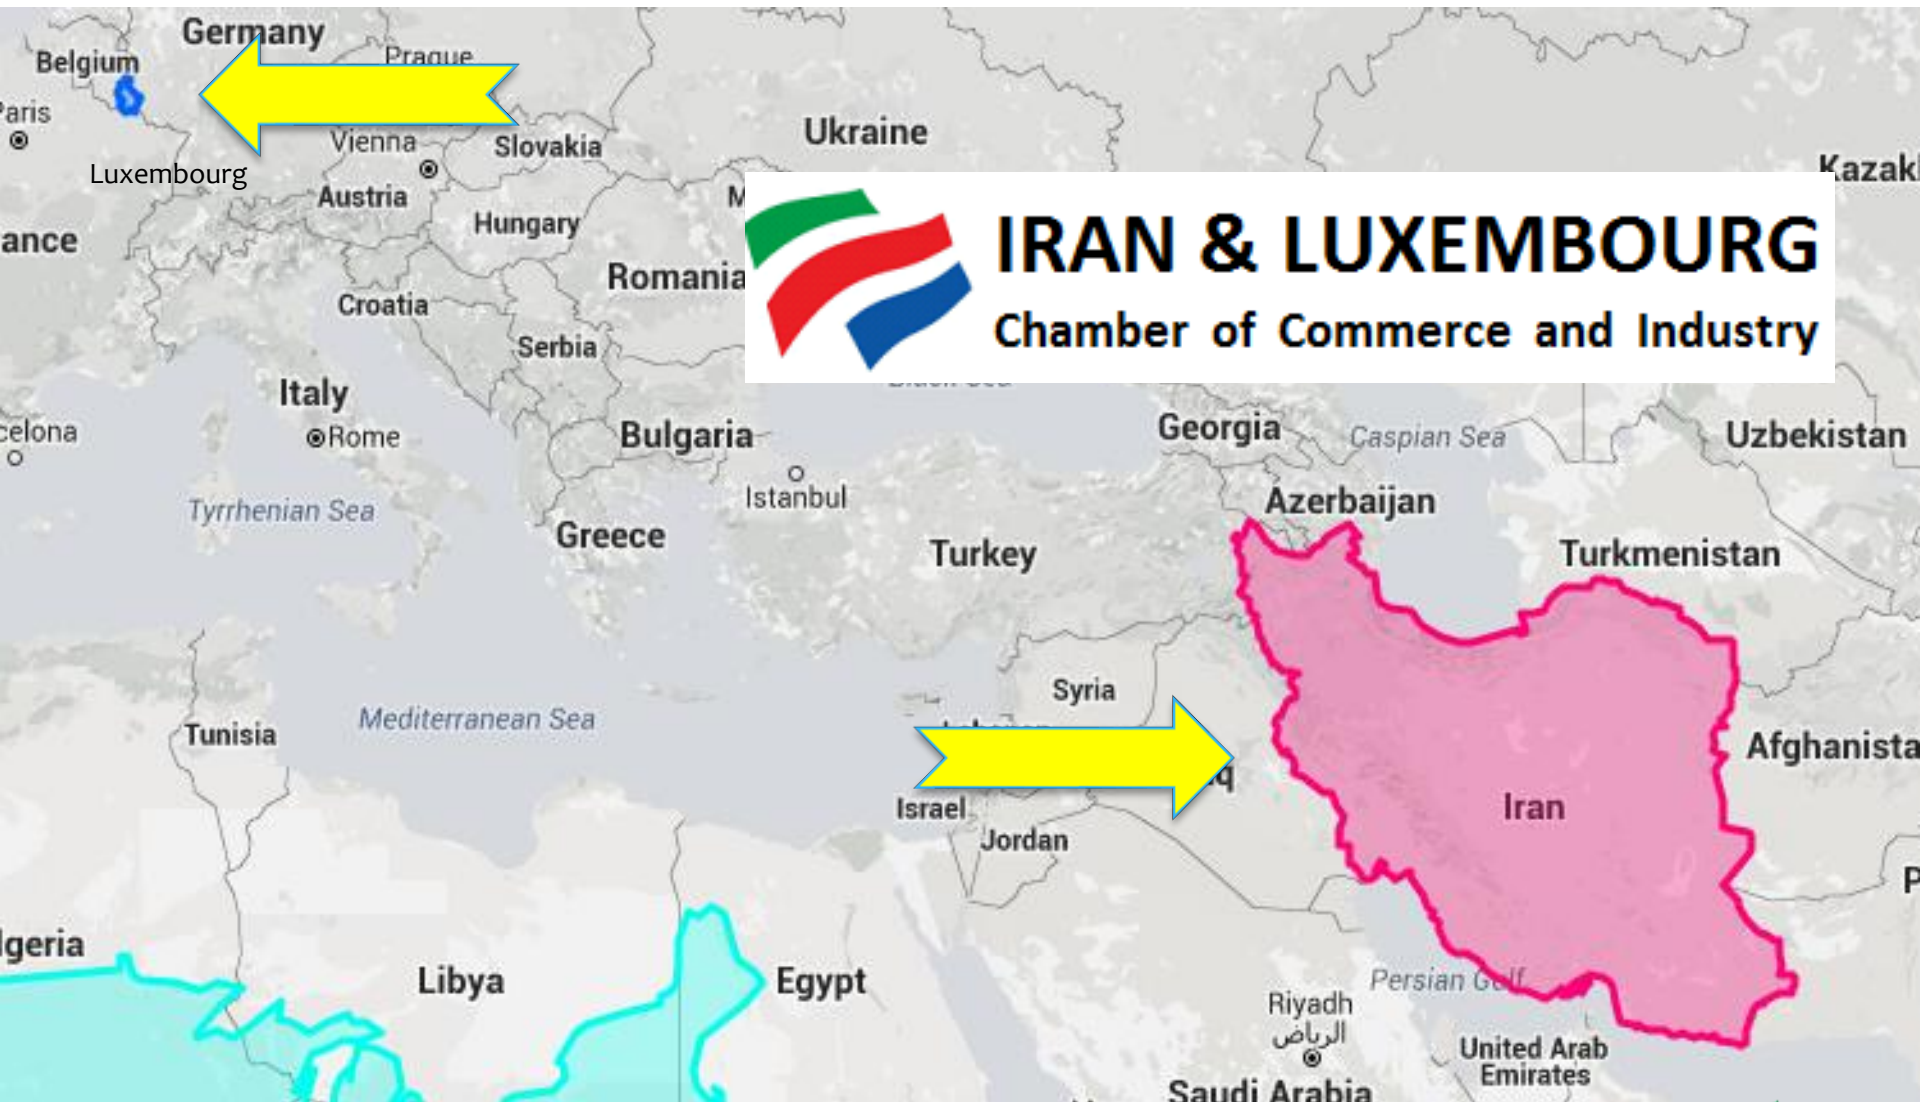 Germany
Belgium
Prague
Paris
Vienna
Slovakia
Ukraine
Luxembourg
Austria
Hungary
IRAN & LUXEMBOURG
Romania
Croatia
Chamber of Commerce and Industry
Serbia
Italy
Rome
Bulgaria
Georgia
Caspian Sea
Uzbekistan
Istanbul
Azerbaijan
Tyrrhenian Sea
Greece
Turkey
Turkmenistan
Syria
Mediterranean Sea
Tunisia
Afghanista
Iran
Israel
Jordan
lgeria
Libya
Egypt
Persian Gulf
Riyadh
الرياض
United Arab
Emirates
Saudi Arabia